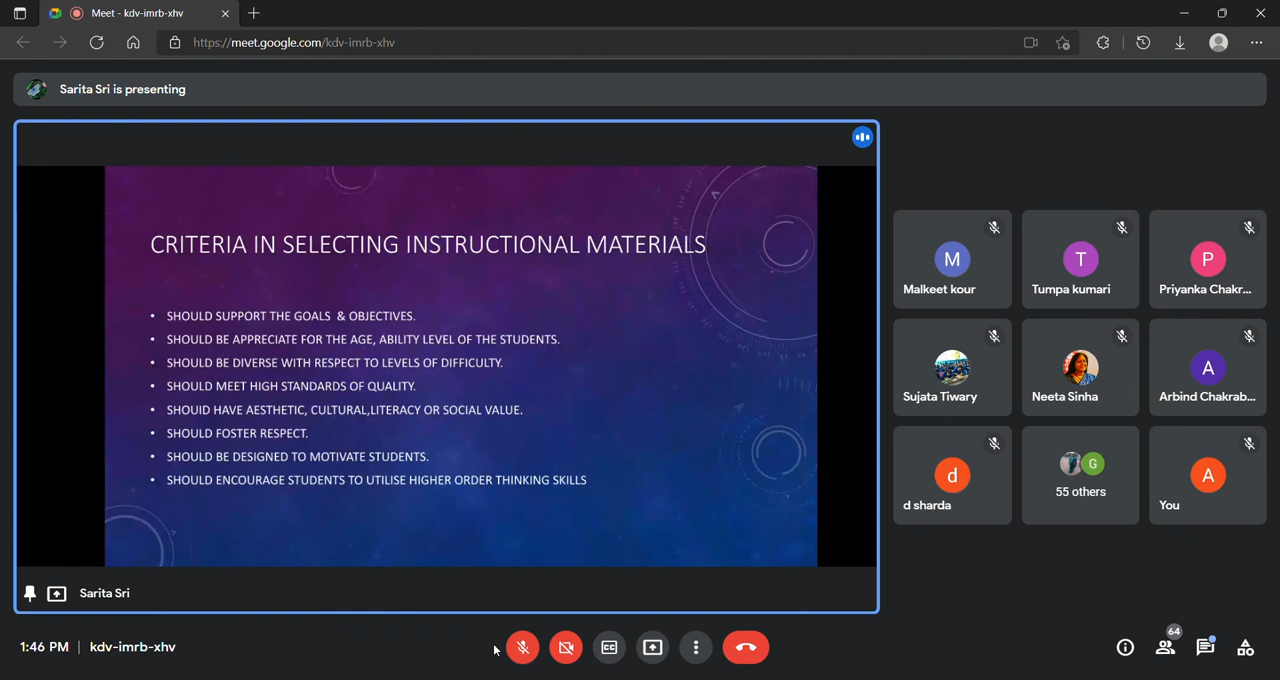 Meet - kdv-imrb-xhv
https://meet.google.com/kdv-imrb-xhv
Sarita Sri is presenting
CRITERIA IN SELECTING INSTRUCTIONAL MATERIALS
• SHOULD SUPPORT THE GOALS & OBJECTIVES.
• SHOULD BE APPRECIATE FOR THE AGE, ABILITY LEVEL OF THE STUDENTS.
• SHOULD BE DIVERSE WITH RESPECT TO LEVELS OF DIFFICULTY.
• SHOULD MEET HIGH STANDARDS OF QUALITY.
• SHOUID HAVE AESTHETIC, CULTURAL,LITERACY OR SOCIAL VALUE.
• SHOULD FOSTER RESPECT.
• SHOULD BE DESIGNED TO MOTIVATE STUDENTS.
• SHOULD ENCOURAGE STUDENTS TO UTILISE HIGHER ORDER THINKING SKILLS
Sarita Sri
M
Malkeet kour
T
Tumpa kumari
P
Priyanka Chakr...
Sujata Tiwary
Neeta Sinha
A
Arbind Chakrab...
d
d sharda
G
55 others
A
You
1:46 PM | kdv-imrb-xhv
CC
64